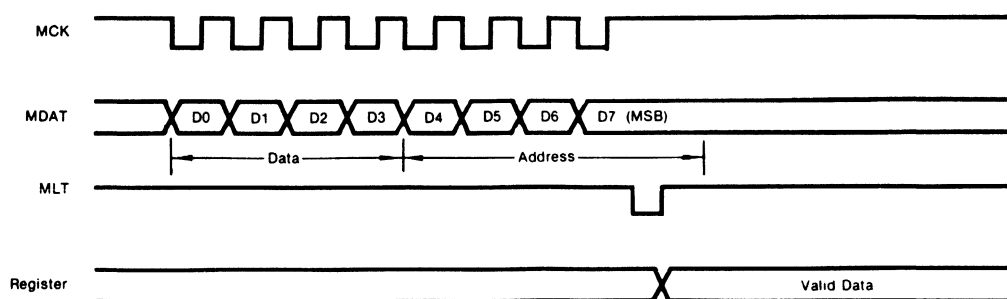 MCK
MDAT D0 D1 D2 D3 D4 D5 D6 D7 (MSB)
Data Address
MLT
Register Valid Data